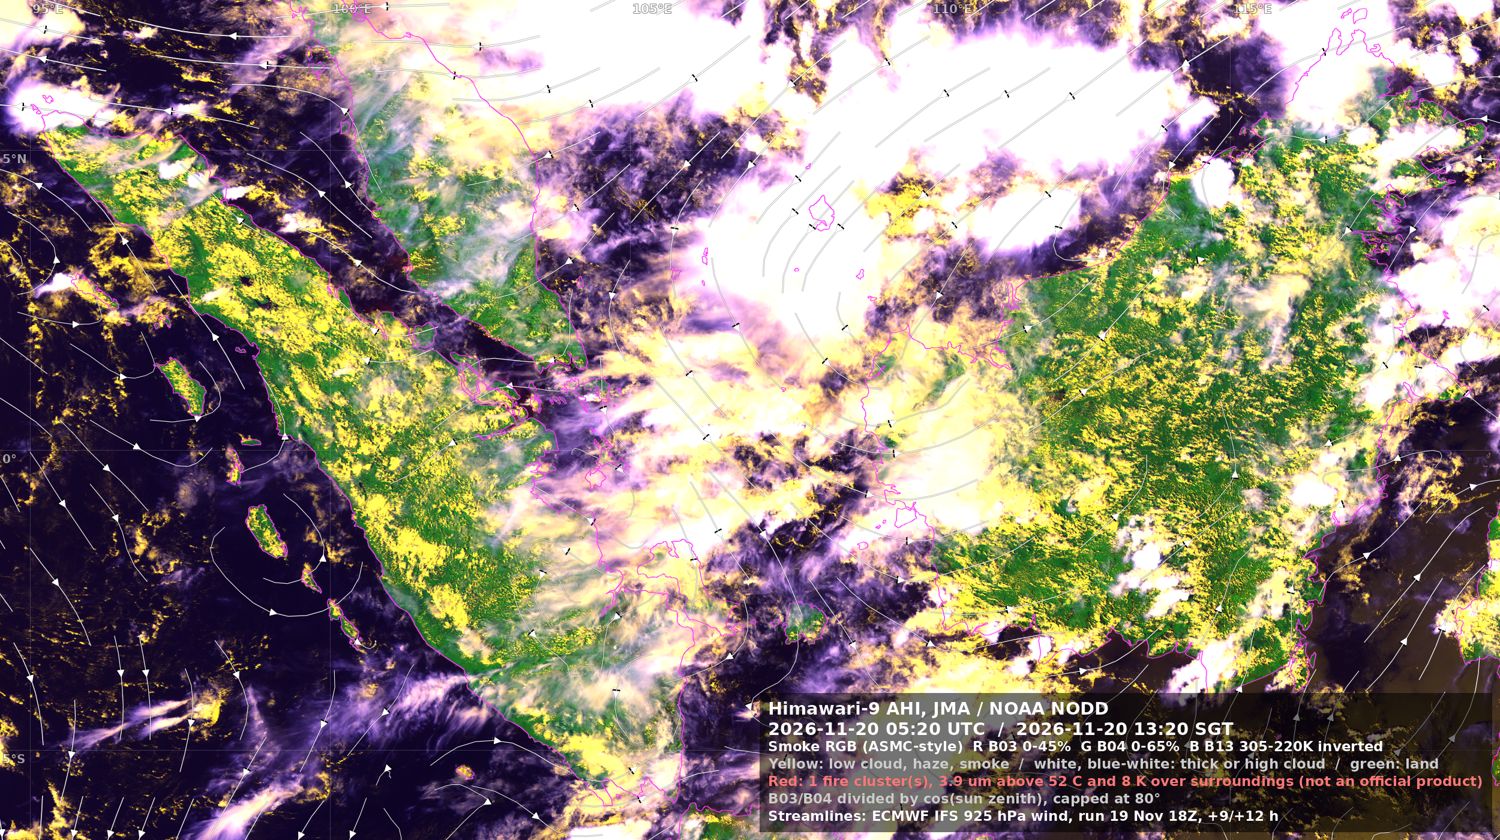 95°E
100°E
105°E
110°E
115°E
5°N
0°
5°S
Himawari-9 AHI, JMA / NOAA NODD
2026-11-20 05:20 UTC / 2026-11-20 13:20 SGT
Smoke RGB (ASMC-style) R B03 0-45% G B04 0-65% B B13 305-220K inverted
Yellow: low cloud, haze, smoke / white, blue-white: thick or high cloud / green: land
Red: 1 fire cluster(s), 3.9 um above 52 C and 8 K over surroundings (not an official product)
B03/B04 divided by cos(sun zenith), capped at 80°
Streamlines: ECMWF IFS 925 hPa wind, run 19 Nov 18Z, +9/+12 h